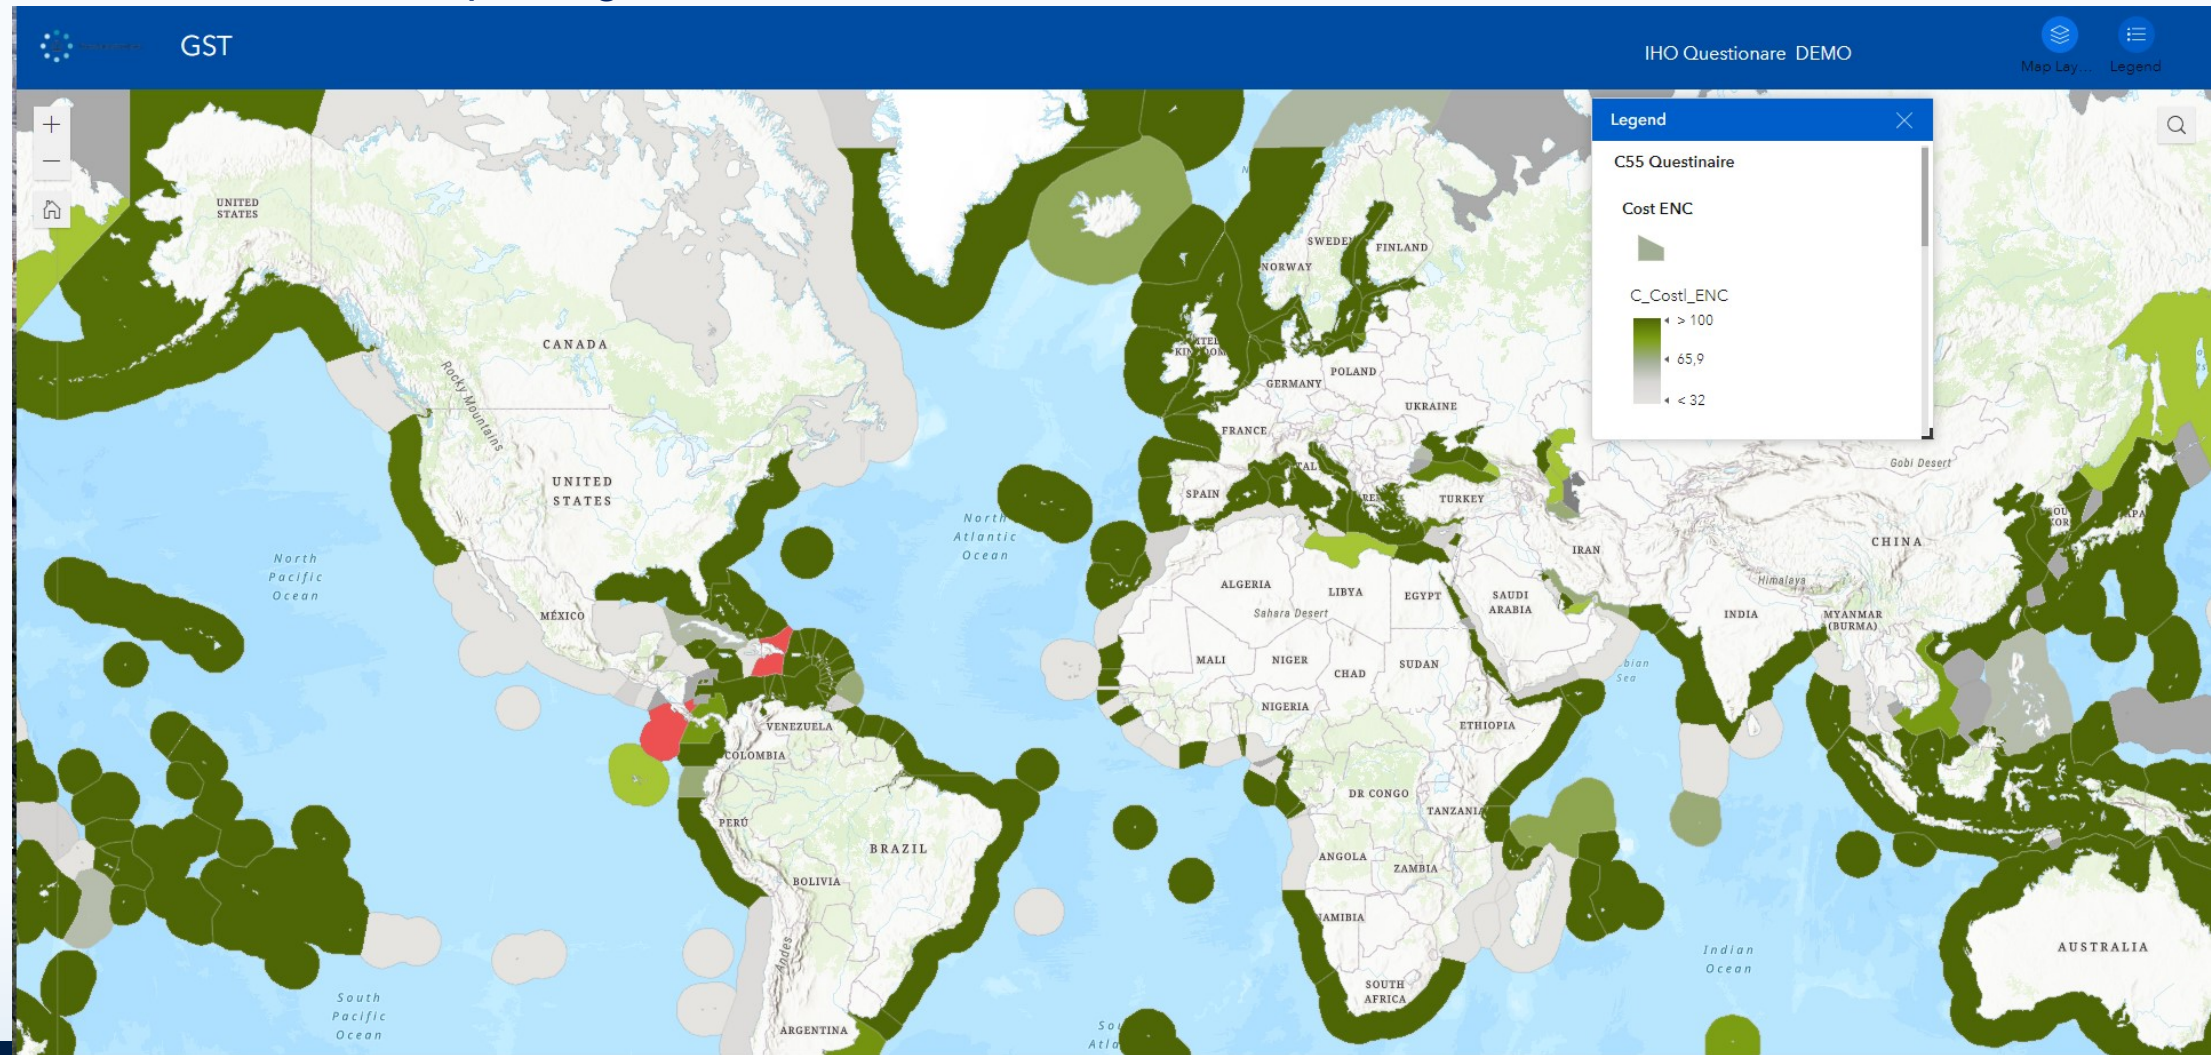 GST
IHO Questionare DEMO
Map Lay...
Legend
Legend
C55 Questinaire
Cost ENC
C_Costl_ENC
> 100
65,9
< 32
UNITED
STATES
CANADA
Rocky Mountains
UNITED
STATES
North
Pacific
Ocean
MÉXICO
North
Atlantic
Ocean
VENEZUELA
COLOMBIA
PERÚ
BRAZIL
BOLIVIA
Andes
ARGENTINA
South
Pacific
Ocean
SWEDEN
FINLAND
NORWAY
POLAND
GERMANY
UKRAINE
FRANCE
SPAIN
TURKEY
ALGERIA
LIBYA
EGYPT
Sahara Desert
SAUDI
ARABIA
IRAN
MALI
NIGER
CHAD
SUDAN
NIGERIA
ETHIOPIA
DR CONGO
TANZANIA
ANGOLA
ZAMBIA
NAMIBIA
SOUTH
AFRICA
Gobi Desert
CHINA
Himalaya
INDIA
MYANMAR
(BURMA)
Sea
Indian
Ocean
AUSTRALIA